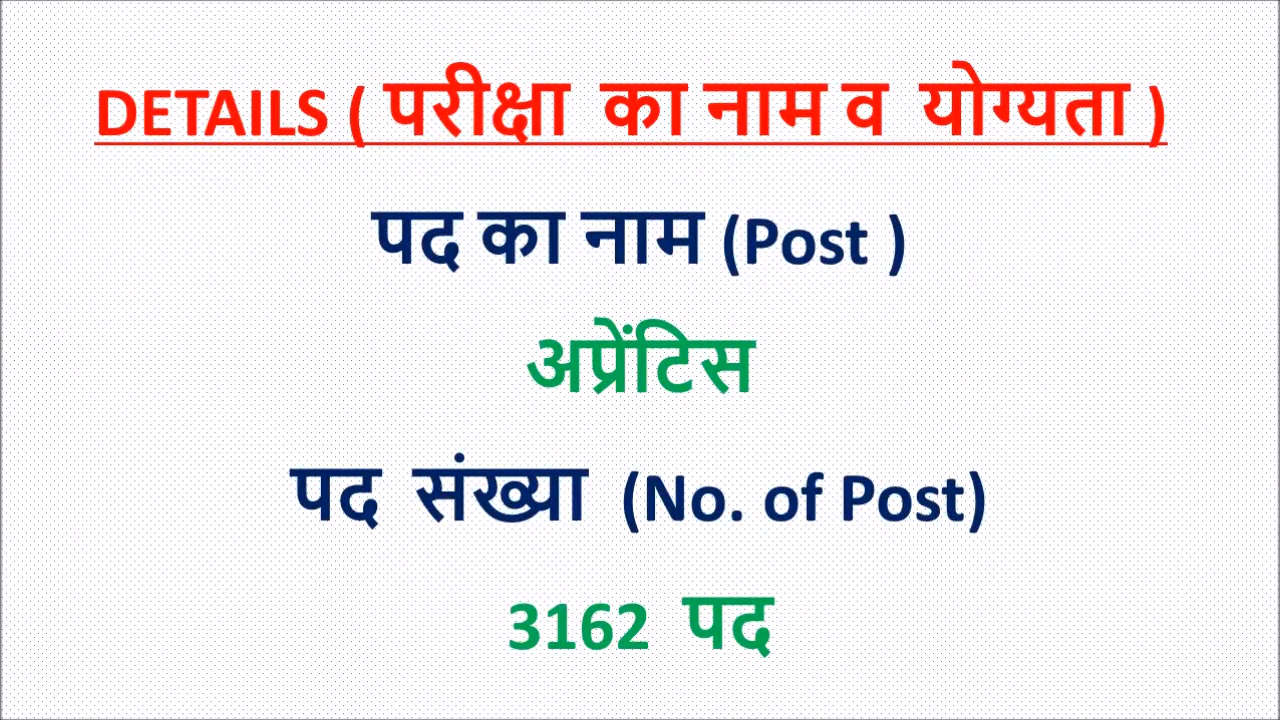 DETAILS ( परीक्षा का नाम व योग्यता )
पद का नाम (Post )
अप्रेंटिस
पद संख्या (No. of Post)
3162 पद